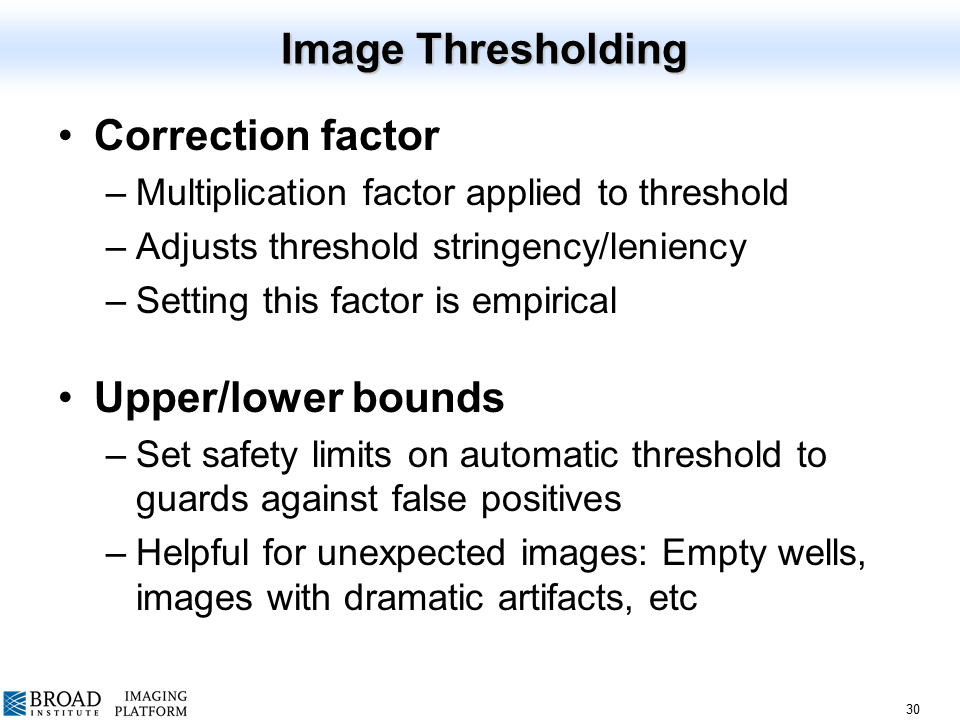 Image Thresholding
• Correction factor
– Multiplication factor applied to threshold
– Adjusts threshold stringency/leniency
– Setting this factor is empirical
• Upper/lower bounds
– Set safety limits on automatic threshold to
guards against false positives
– Helpful for unexpected images: Empty wells,
images with dramatic artifacts, etc
BROAD
INSTITUTE
IMAGING
PLATFORM
30